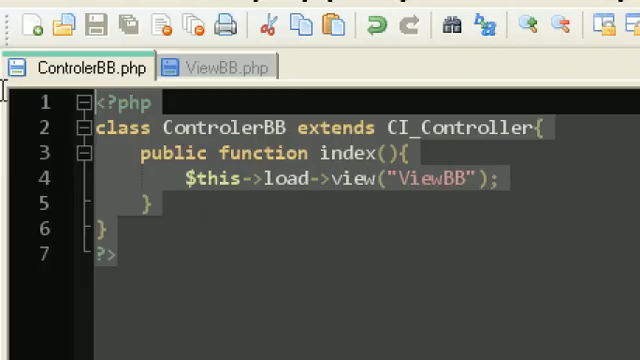 ControlerBB.php ViewBB.php
1 <?php
2 class ControlerBB extends CI_Controller{
3 public function index(){
4 $this->load->view("ViewBB");
5 }
6 }
7 ?>